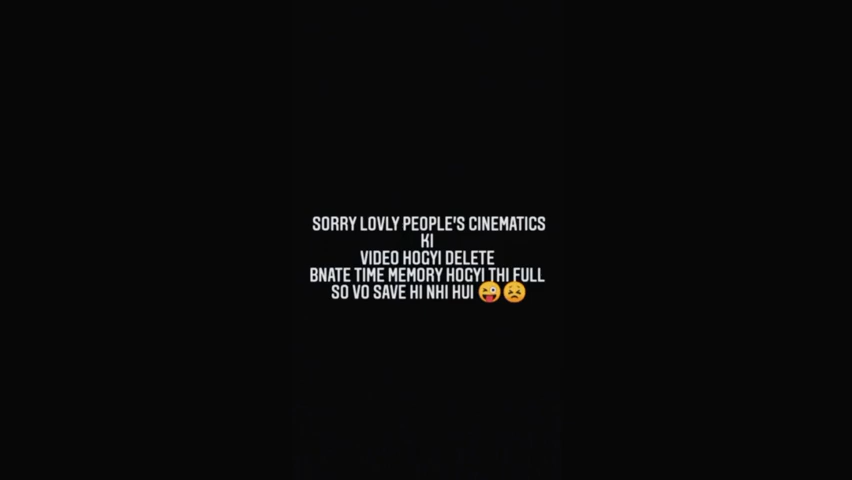 SORRY LOVLY PEOPLE'S CINEMATICS
KI
VIDEO HOGYI DELETE
BNATE TIME MEMORY HOGYI THI FULL
SO VO SAVE HI NHI HUI 😜😣